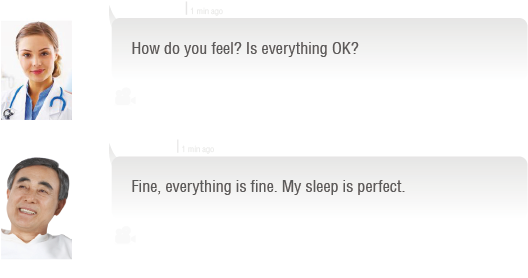 1 min ago
How do you feel? Is everything OK?
1 min ago
Fine, everything is fine. My sleep is perfect.